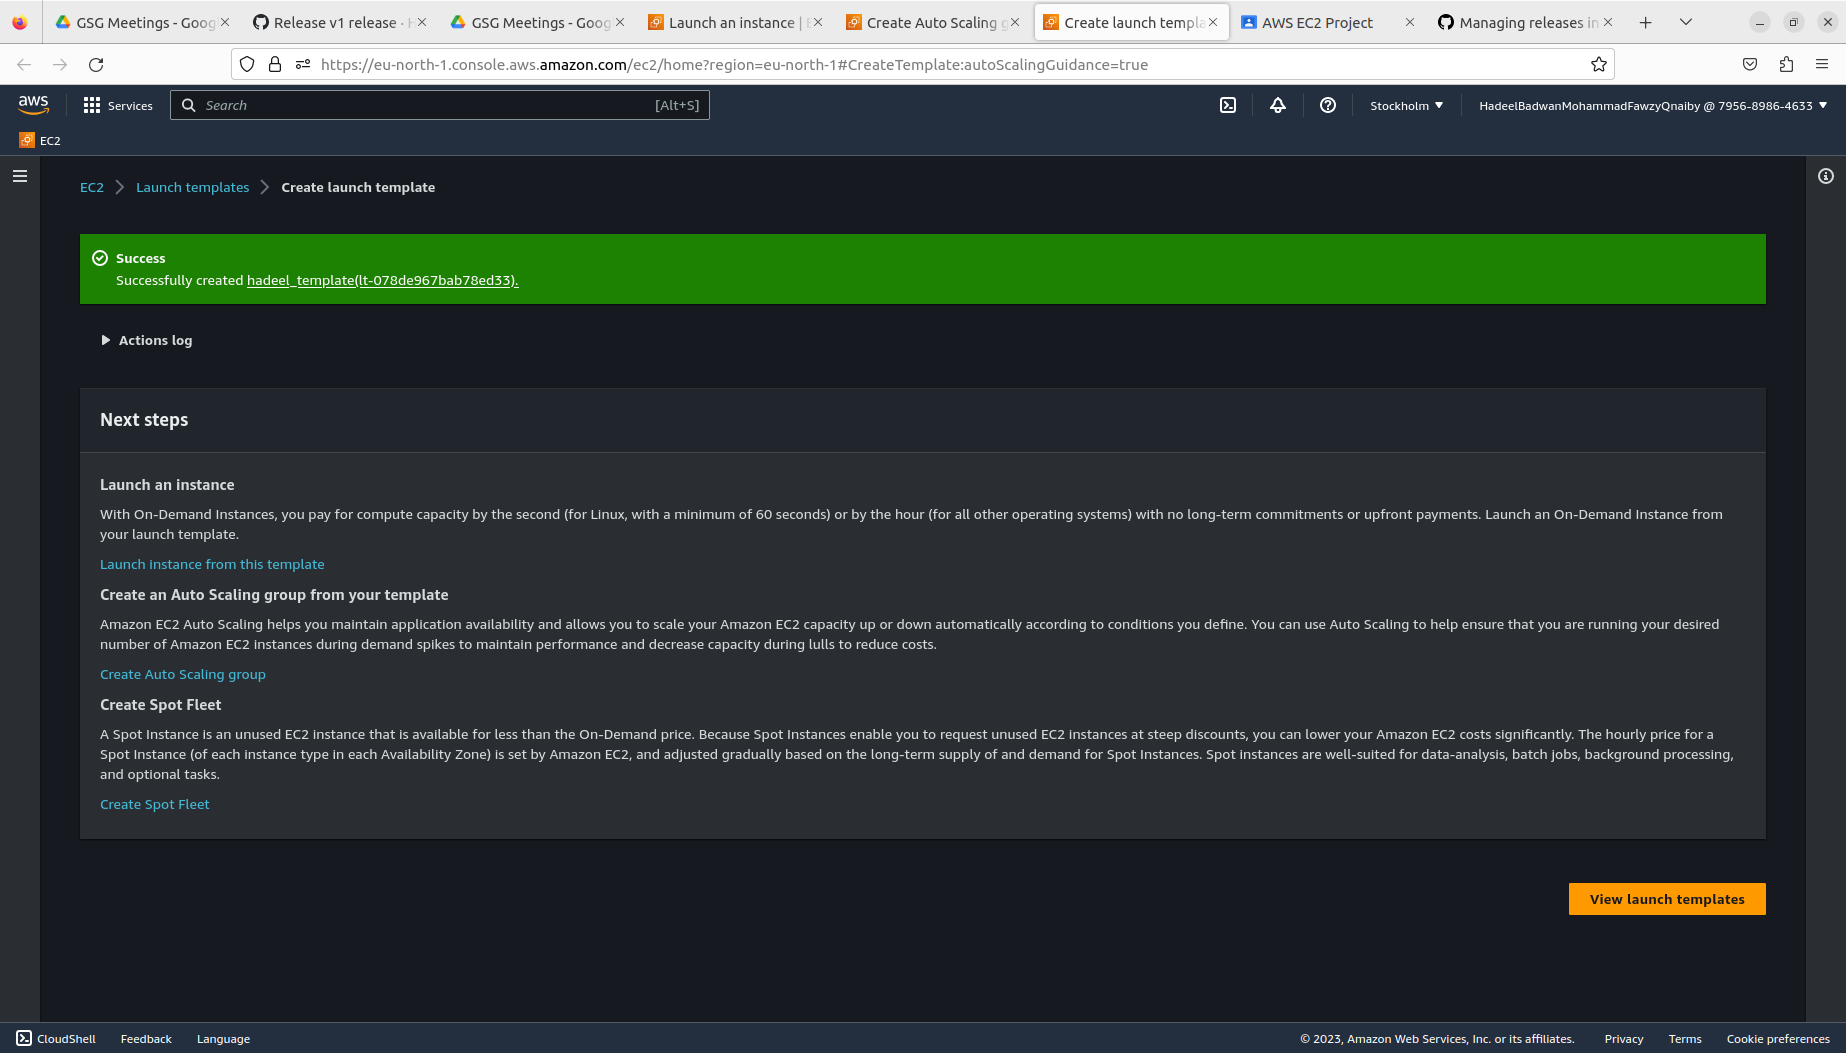 GSG Meetings - Goog
Release v1 release · H
GSG Meetings - Goog
Launch an instance | E
Create Auto Scaling g
Create launch templa
AWS EC2 Project
Managing releases in
https://eu-north-1.console.aws.amazon.com/ec2/home?region=eu-north-1#CreateTemplate:autoScalingGuidance=true
aws
Services
Search
[Alt+S]
Stockholm
HadeelBadwanMohammadFawzyQnaiby @ 7956-8986-4633
EC2
EC2
Launch templates
Create launch template
Success
Successfully created hadeel_template(lt-078de967bab78ed33).
Actions log
Next steps
Launch an instance
With On-Demand Instances, you pay for compute capacity by the second (for Linux, with a minimum of 60 seconds) or by the hour (for all other operating systems) with no long-term commitments or upfront payments. Launch an On-Demand Instance from
your launch template.
Launch instance from this template
Create an Auto Scaling group from your template
Amazon EC2 Auto Scaling helps you maintain application availability and allows you to scale your Amazon EC2 capacity up or down automatically according to conditions you define. You can use Auto Scaling to help ensure that you are running your desired
number of Amazon EC2 instances during demand spikes to maintain performance and decrease capacity during lulls to reduce costs.
Create Auto Scaling group
Create Spot Fleet
A Spot Instance is an unused EC2 instance that is available for less than the On-Demand price. Because Spot Instances enable you to request unused EC2 instances at steep discounts, you can lower your Amazon EC2 costs significantly. The hourly price for a
Spot Instance (of each instance type in each Availability Zone) is set by Amazon EC2, and adjusted gradually based on the long-term supply of and demand for Spot Instances. Spot instances are well-suited for data-analysis, batch jobs, background processing,
and optional tasks.
Create Spot Fleet
View launch templates
CloudShell
Feedback
Language
© 2023, Amazon Web Services, Inc. or its affiliates.
Privacy
Terms
Cookie preferences